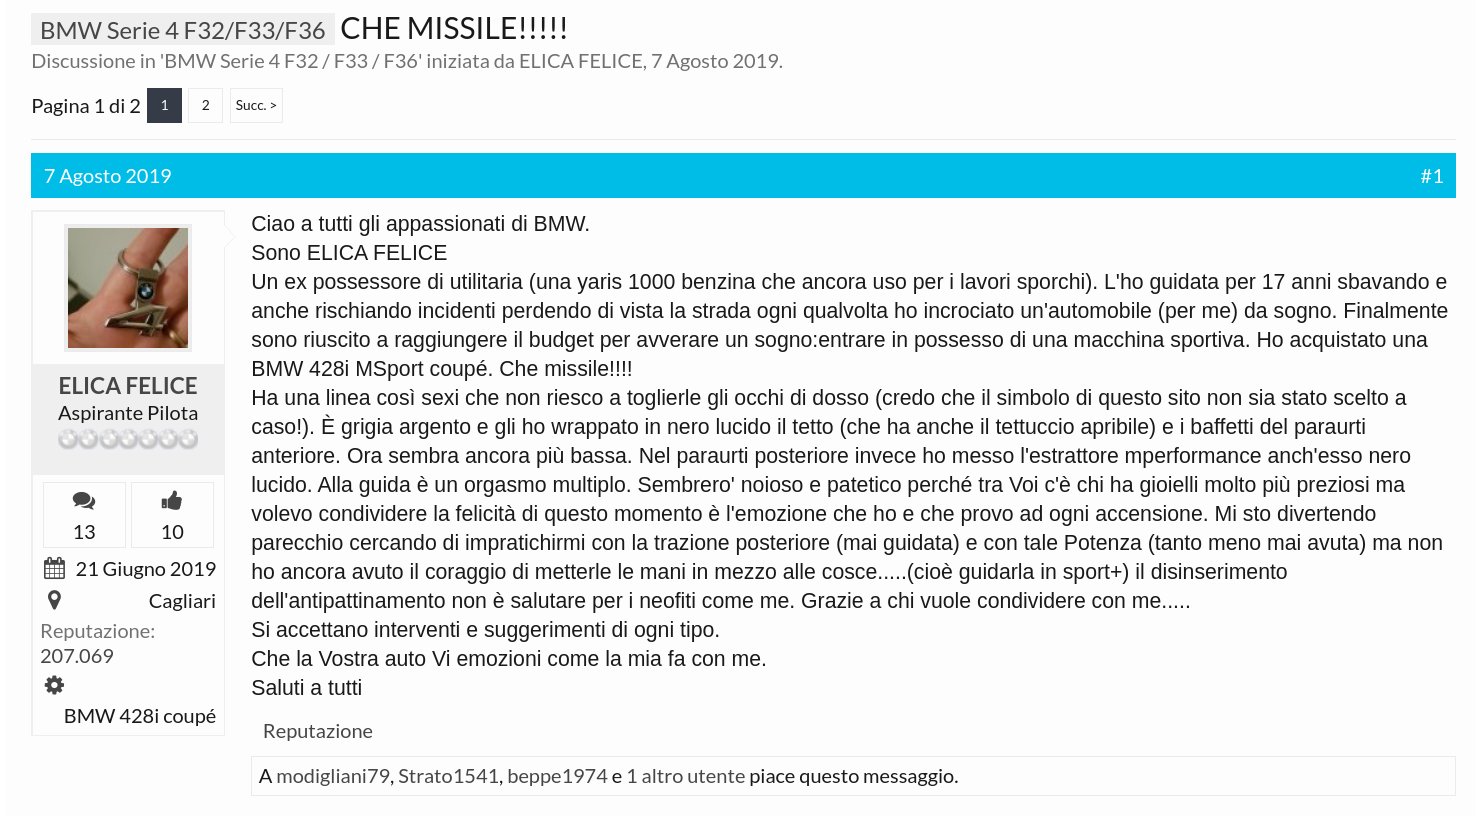 BMW Serie 4 F32/F33/F36 CHE MISSILE!!!!!
Discussione in 'BMW Serie 4 F32 / F33 / F36' iniziata da ELICA FELICE, 7 Agosto 2019.
Pagina 1 di 2 1 2 Succ. >
7 Agosto 2019 #1
ELICA FELICE
Aspirante Pilota
13 10
21 Giugno 2019
Cagliari
Reputazione:
207.069
BMW 428i coupé
Ciao a tutti gli appassionati di BMW.
Sono ELICA FELICE
Un ex possessore di utilitaria (una yaris 1000 benzina che ancora uso per i lavori sporchi). L'ho guidata per 17 anni sbavando e
anche rischiando incidenti perdendo di vista la strada ogni qualvolta ho incrociato un'automobile (per me) da sogno. Finalmente
sono riuscito a raggiungere il budget per avverare un sogno:entrare in possesso di una macchina sportiva. Ho acquistato una
BMW 428i MSport coupé. Che missile!!!!
Ha una linea così sexi che non riesco a toglierle gli occhi di dosso (credo che il simbolo di questo sito non sia stato scelto a
caso!). È grigia argento e gli ho wrappato in nero lucido il tetto (che ha anche il tettuccio apribile) e i baffetti del paraurti
anteriore. Ora sembra ancora più bassa. Nel paraurti posteriore invece ho messo l'estrattore mperformance anch'esso nero
lucido. Alla guida è un orgasmo multiplo. Sembrero' noioso e patetico perché tra Voi c'è chi ha gioielli molto più preziosi ma
volevo condividere la felicità di questo momento è l'emozione che ho e che provo ad ogni accensione. Mi sto divertendo
parecchio cercando di impratichirmi con la trazione posteriore (mai guidata) e con tale Potenza (tanto meno mai avuta) ma non
ho ancora avuto il coraggio di metterle le mani in mezzo alle cosce.....(cioè guidarla in sport+) il disinserimento
dell'antipattinamento non è salutare per i neofiti come me. Grazie a chi vuole condividere con me.....
Si accettano interventi e suggerimenti di ogni tipo.
Che la Vostra auto Vi emozioni come la mia fa con me.
Saluti a tutti
Reputazione
A modigliani79, Strato1541, beppe1974 e 1 altro utente piace questo messaggio.